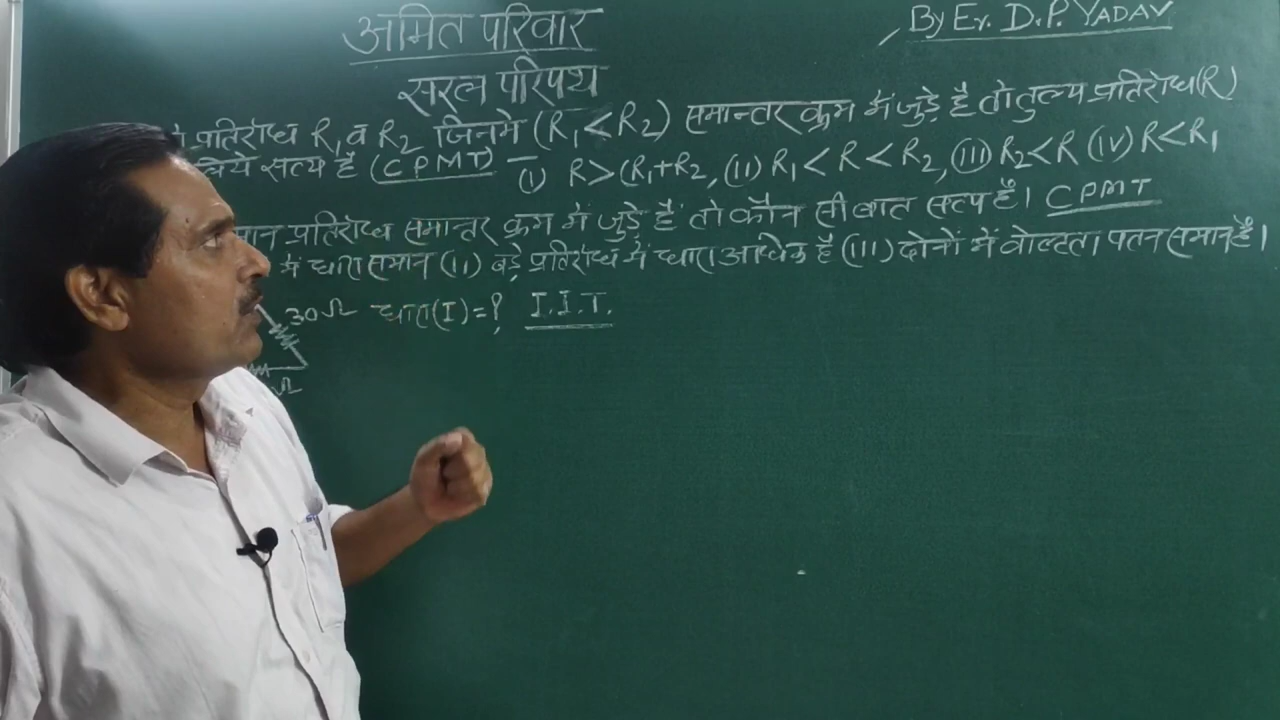 अमित परिवार
By Er. D.P. YADAV
सरल परिपथ
प्रतिरोध R₁ व R₂ जिनमें (R₁<R₂) समान्तर क्रम में जुड़े हैं तो तुल्य प्रतिरोध(R)
लिये सत्य है (CPMT) – (i) R>(R₁+R₂, (ii) R₁<R<R₂, (iii) R₂<R (iv) R<R₁
प्रतिरोध समान्तर क्रम में जुड़े हैं तो कौन सी बात सत्य है। CPMT
में धारा समान (ii) बड़े प्रतिरोध में धारा अधिक है (iii) दोनों में वोल्टता पतन समान है।
30Ω धारा(I)=? I.I.T.
Ω